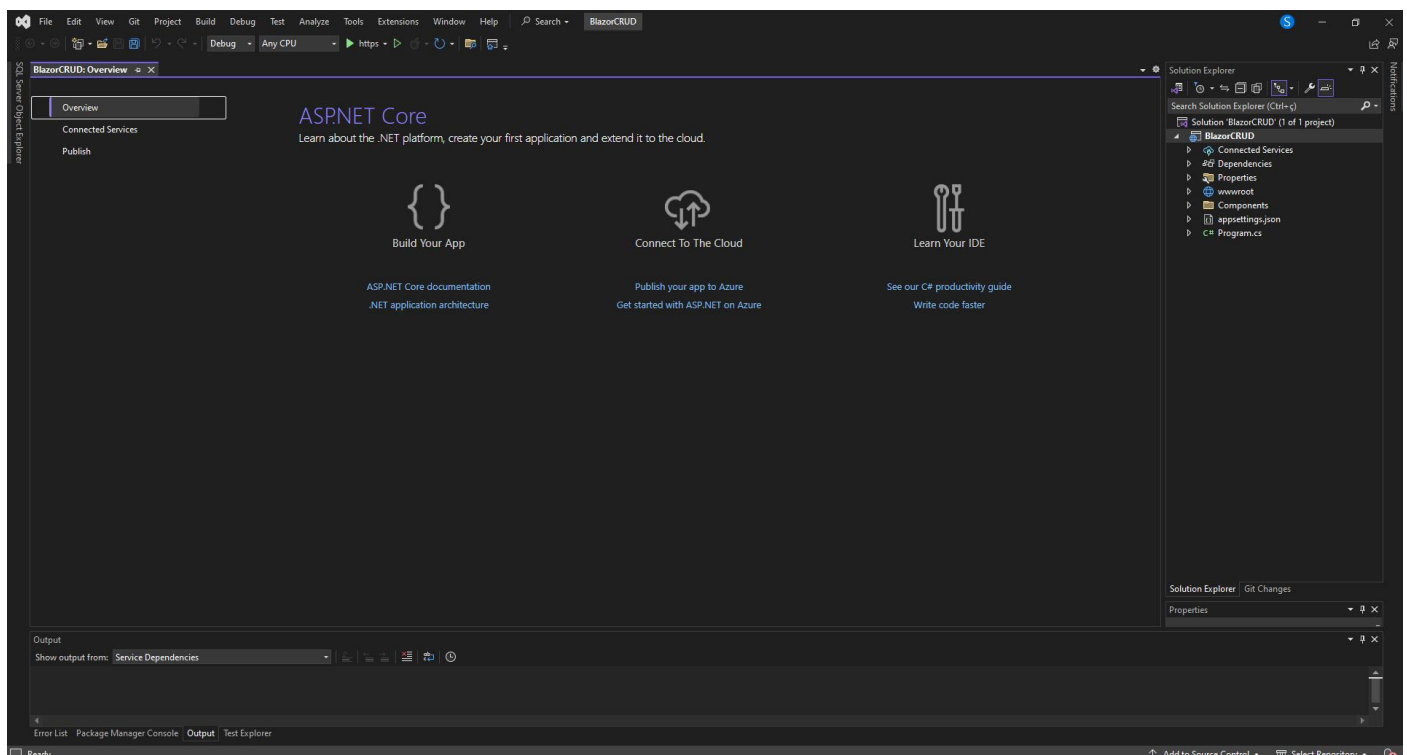 File Edit View Git Project Build Debug Test Analyze Tools Extensions Window Help Search BlazorCRUD S
Debug Any CPU https
SQL Server Object Explorer
BlazorCRUD: Overview
Overview
Connected Services
Publish
ASP.NET Core
Learn about the .NET platform, create your first application and extend it to the cloud.
{ }
Build Your App
ASP.NET Core documentation
.NET application architecture
Connect To The Cloud
Publish your app to Azure
Get started with ASP.NET on Azure
Learn Your IDE
See our C# productivity guide
Write code faster
Solution Explorer
Search Solution Explorer (Ctrl+ç)
Solution 'BlazorCRUD' (1 of 1 project)
BlazorCRUD
Connected Services
Dependencies
Properties
wwwroot
Components
appsettings.json
C# Program.cs
Solution Explorer Git Changes
Properties
Notifications
Output
Show output from: Service Dependencies
Error List Package Manager Console Output Test Explorer
Ready Add to Source Control Select Repository